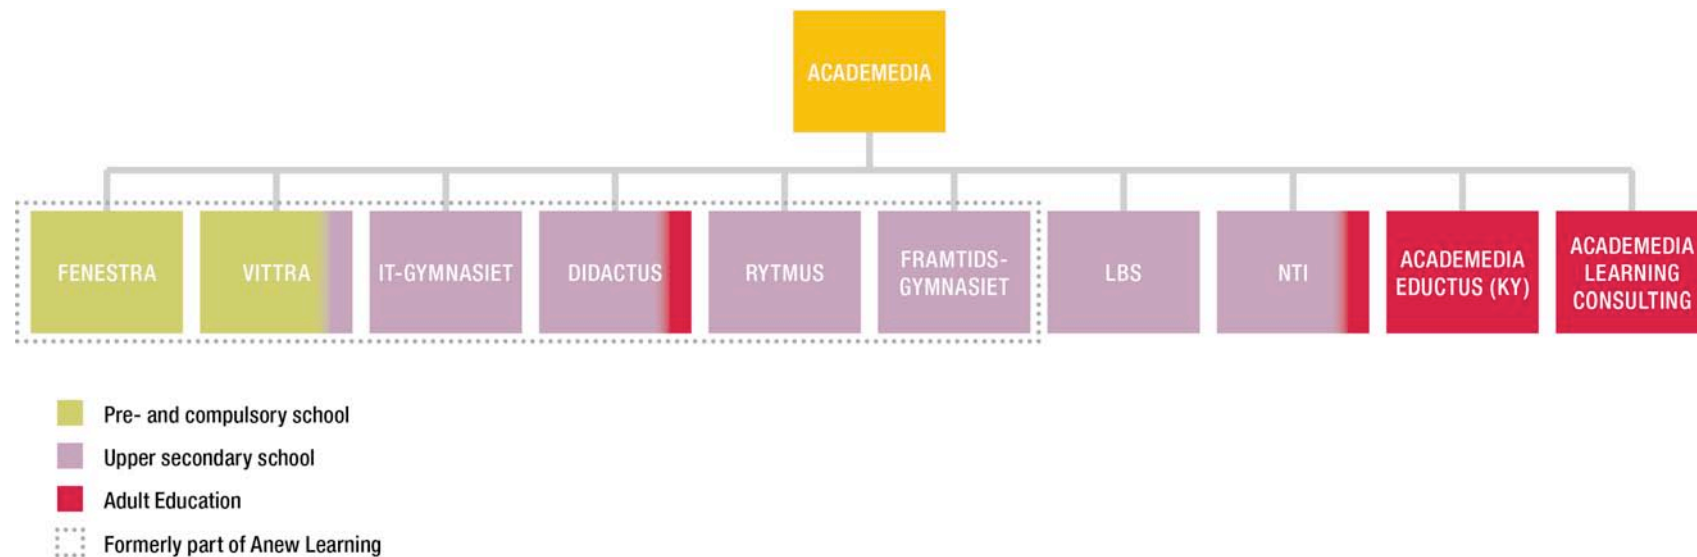 ACADEMEDIA
FENESTRA
VITTRA
IT-GYMNASIET
DIDACTUS
RYTMUS
FRAMTIDS-
GYMNASIET
LBS
NTI
ACADEMEDIA
EDUCTUS (KY)
ACADEMEDIA
LEARNING
CONSULTING
Pre- and compulsory school
Upper secondary school
Adult Education
Formerly part of Anew Learning